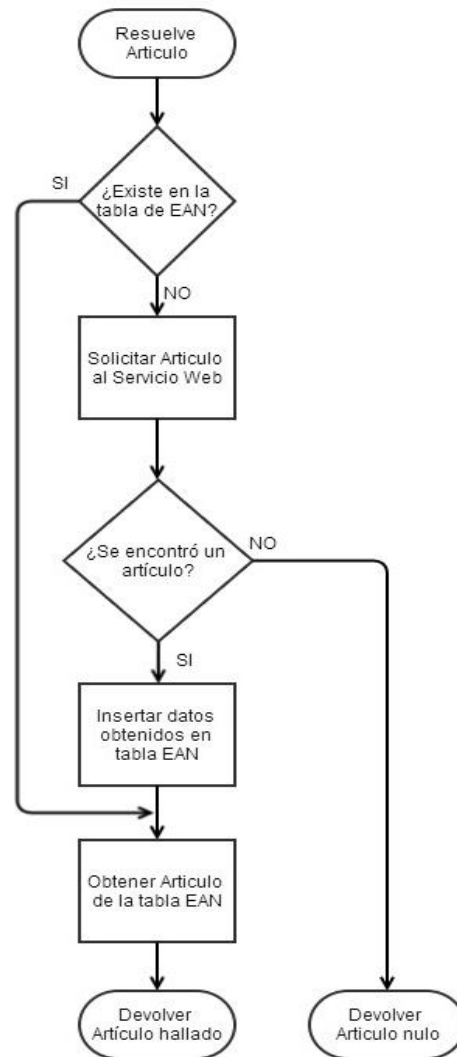 Resuelve
Articulo
¿Existe en la
tabla de EAN?
SI
NO
Solicitar Articulo
al Servicio Web
¿Se encontró un
artículo?
NO
SI
Insertar datos
obtenidos en
tabla EAN
Obtener Articulo
de la tabla EAN
Devolver
Artículo hallado
Devolver
Articulo nulo